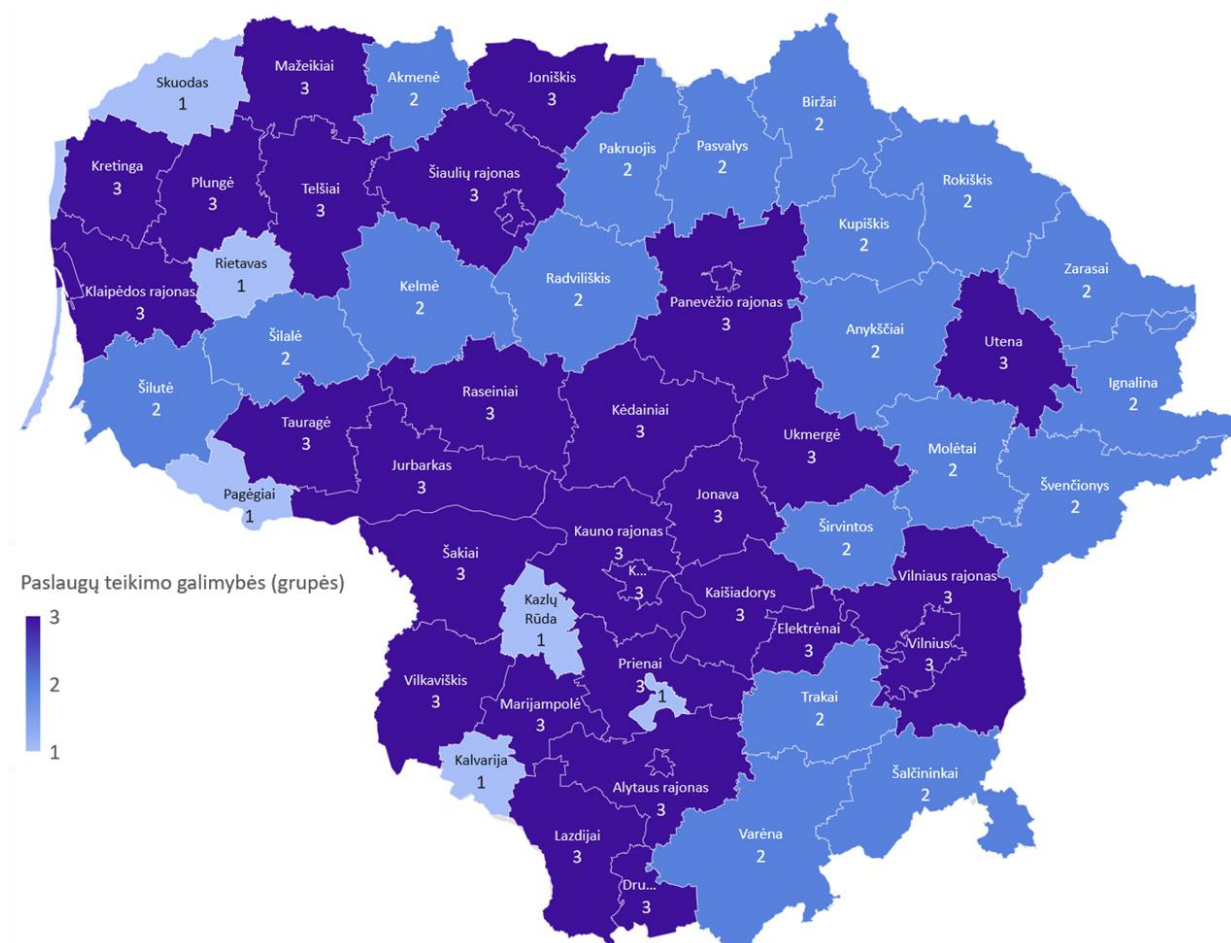 Skuodas
1
Mažeikiai
3
Akmenė
2
Joniškis
3
Biržai
2
Pakruojis
2
Pasvalys
2
Kretinga
3
Plungė
3
Telšiai
3
Šiaulių rajonas
3
Rokiškis
2
Kupiškis
2
Rietavas
1
Klaipėdos rajonas
3
Kelmė
2
Radviliškis
2
Panevėžio rajonas
3
Zarasai
2
Anykščiai
2
Utena
3
Šilalė
2
Šilutė
2
Ignalina
2
Tauragė
3
Raseiniai
3
Kėdainiai
3
Ukmergė
3
Molėtai
2
Švenčionys
2
Jurbarkas
3
Pagėgiai
1
Jonava
3
Širvintos
2
Kauno rajonas
3
K...
3
Šakiai
3
Vilniaus rajonas
3
Kaišiadorys
3
Kazlų
Rūda
1
Elektrėnai
3
Vilnius
3
Prienai
3
1
Vilkaviškis
3
Marijampolė
3
Trakai
2
Kalvarija
1
Alytaus rajonas
3
Šalčininkai
2
Lazdijai
3
Varėna
2
Dru...
3
Paslaugų teikimo galimybės (grupės)
3
2
1